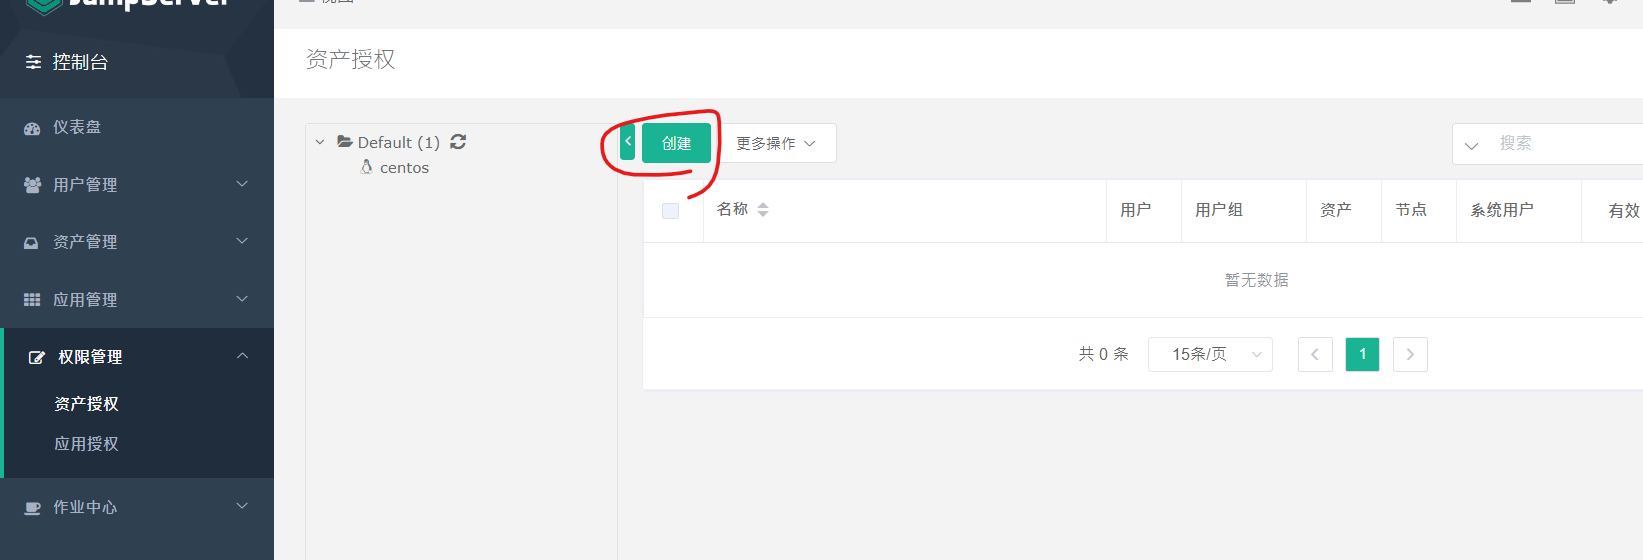 JumpServer
视图
控制台
资产授权
仪表盘
用户管理
资产管理
应用管理
权限管理
资产授权
应用授权
作业中心
Default (1)
centos
创建
更多操作
搜索
名称
用户
用户组
资产
节点
系统用户
有效
暂无数据
共 0 条
15条/页
1